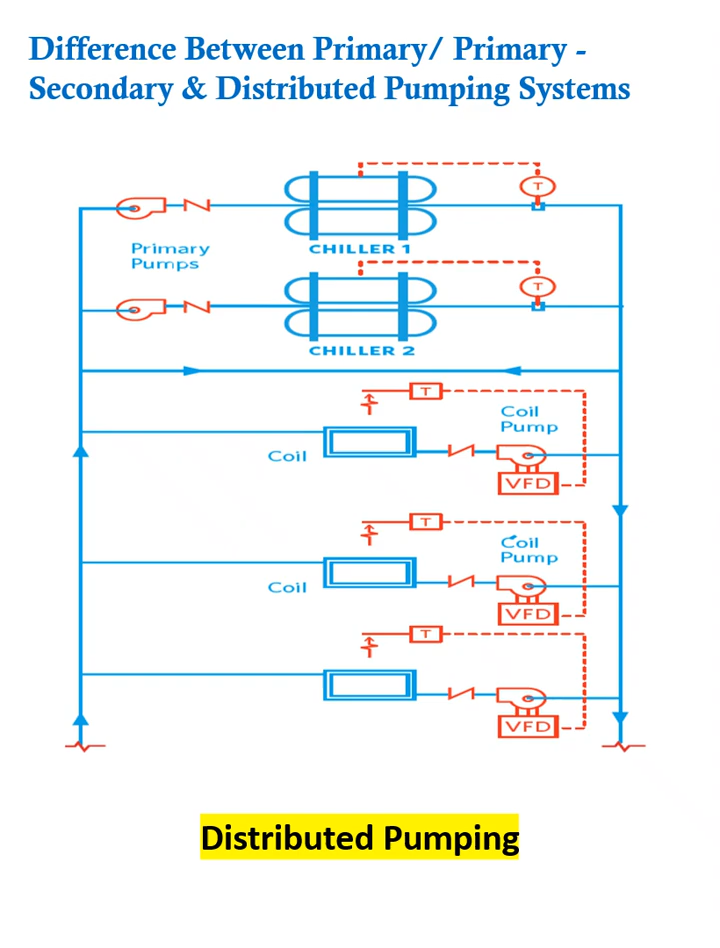 Difference Between Primary/ Primary -
Secondary & Distributed Pumping Systems
T
Primary
Pumps
CHILLER 1
T
CHILLER 2
T
Coil
Pump
Coil
VFD
T
Coil
Pump
Coil
VFD
T
VFD
Distributed Pumping